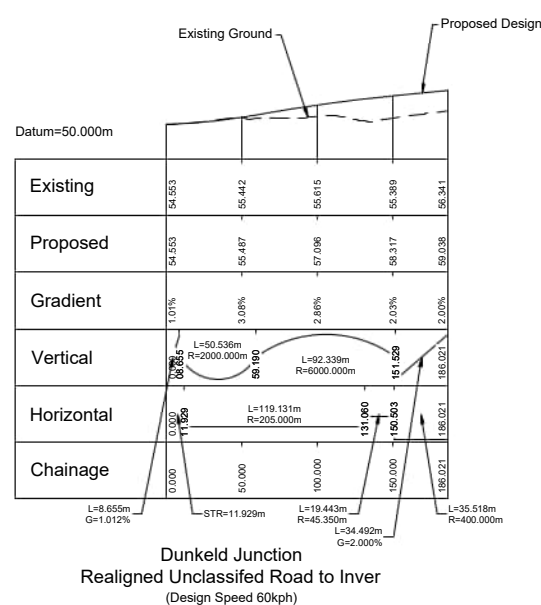 Proposed Design
Existing Ground
Datum=50.000m
Existing 54.553 55.442 55.615 55.389 56.341
Proposed 54.553 55.487 57.096 58.317 59.038
Gradient 1.01% 3.08% 2.86% 2.03% 2.00%
L=50.536m
R=2000.000m
L=92.339m
R=6000.000m
Vertical 0.000 08.655 59.190 151.529 186.021
L=119.131m
R=205.000m
Horizontal 0.000 11.929 131.060 150.503 186.021
Chainage 0.000 50.000 100.000 150.000 186.021
L=8.655m
G=1.012%
STR=11.929m
L=19.443m
R=45.350m
L=34.492m
G=2.000%
L=35.518m
R=400.000m
Dunkeld Junction
Realigned Unclassifed Road to Inver
(Design Speed 60kph)